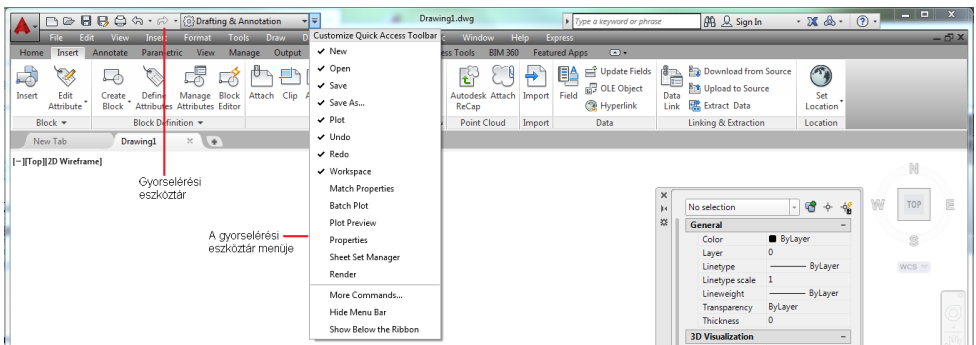 Drafting & Annotation
Drawing1.dwg
Type a keyword or phrase
Sign In
File Edit View Insert Format Tools Draw
Window Help Express
Customize Quick Access Toolbar
Home Insert Annotate Parametric View Manage Output
ess Tools BIM 360 Featured Apps
Insert
Edit
Attribute
Create
Block
Define
Attributes
Manage
Attributes
Block
Editor
Attach
Clip
Autodesk
ReCap
Attach
Import
Field
Update Fields
OLE Object
Hyperlink
Data
Link
Download from Source
Upload to Source
Extract Data
Set
Location
Block
Block Definition
Point Cloud
Import
Data
Linking & Extraction
Location
New Tab
Drawing1
[−][Top][2D Wireframe]
New
Open
Save
Save As...
Plot
Undo
Redo
Workspace
Match Properties
Batch Plot
Plot Preview
Properties
Sheet Set Manager
Render
More Commands...
Hide Menu Bar
Show Below the Ribbon
Gyorselérési
eszköztár
A gyorselérési
eszköztár menüje
N
W
TOP
E
S
WCS
No selection
General
Color ByLayer
Layer 0
Linetype ByLayer
Linetype scale 1
Lineweight ByLayer
Transparency ByLayer
Thickness 0
3D Visualization